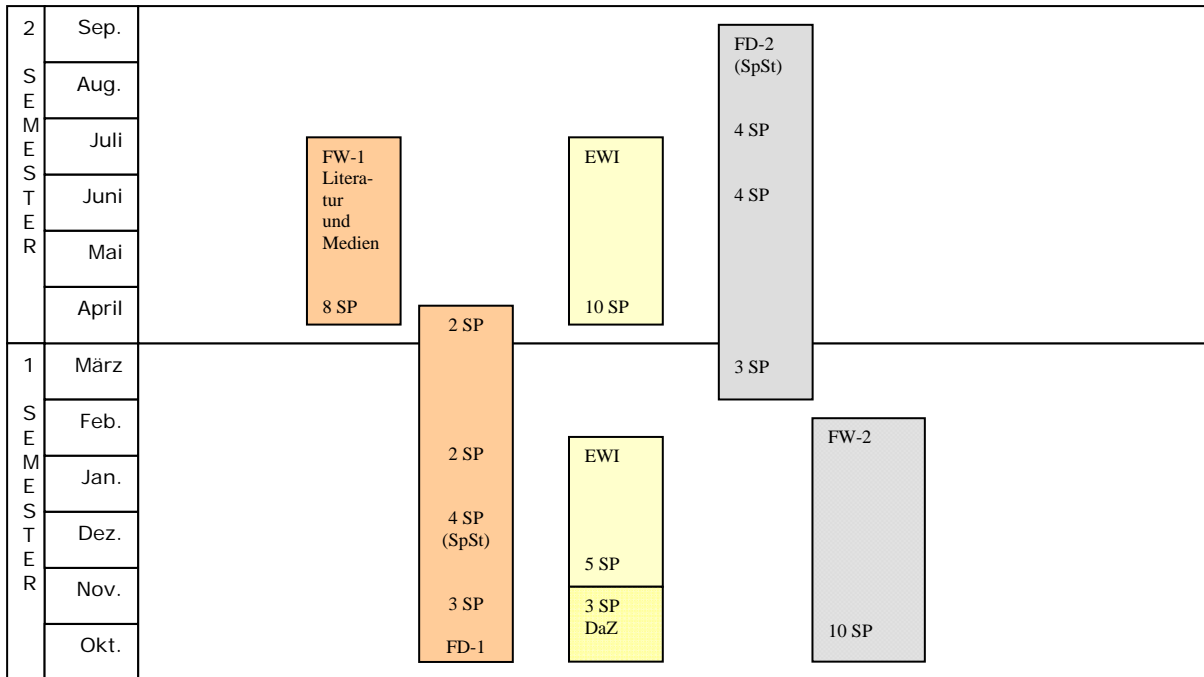 2
SEMESTER
Sep.
Aug.
Juli
Juni
Mai
April
1
SEMESTER
März
Feb.
Jan.
Dez.
Nov.
Okt.
FW-1
Litera-
tur
und
Medien
8 SP
2 SP
2 SP
4 SP
(SpSt)
3 SP
FD-1
EWI
10 SP
EWI
5 SP
3 SP
DaZ
FD-2
(SpSt)
4 SP
4 SP
3 SP
FW-2
10 SP